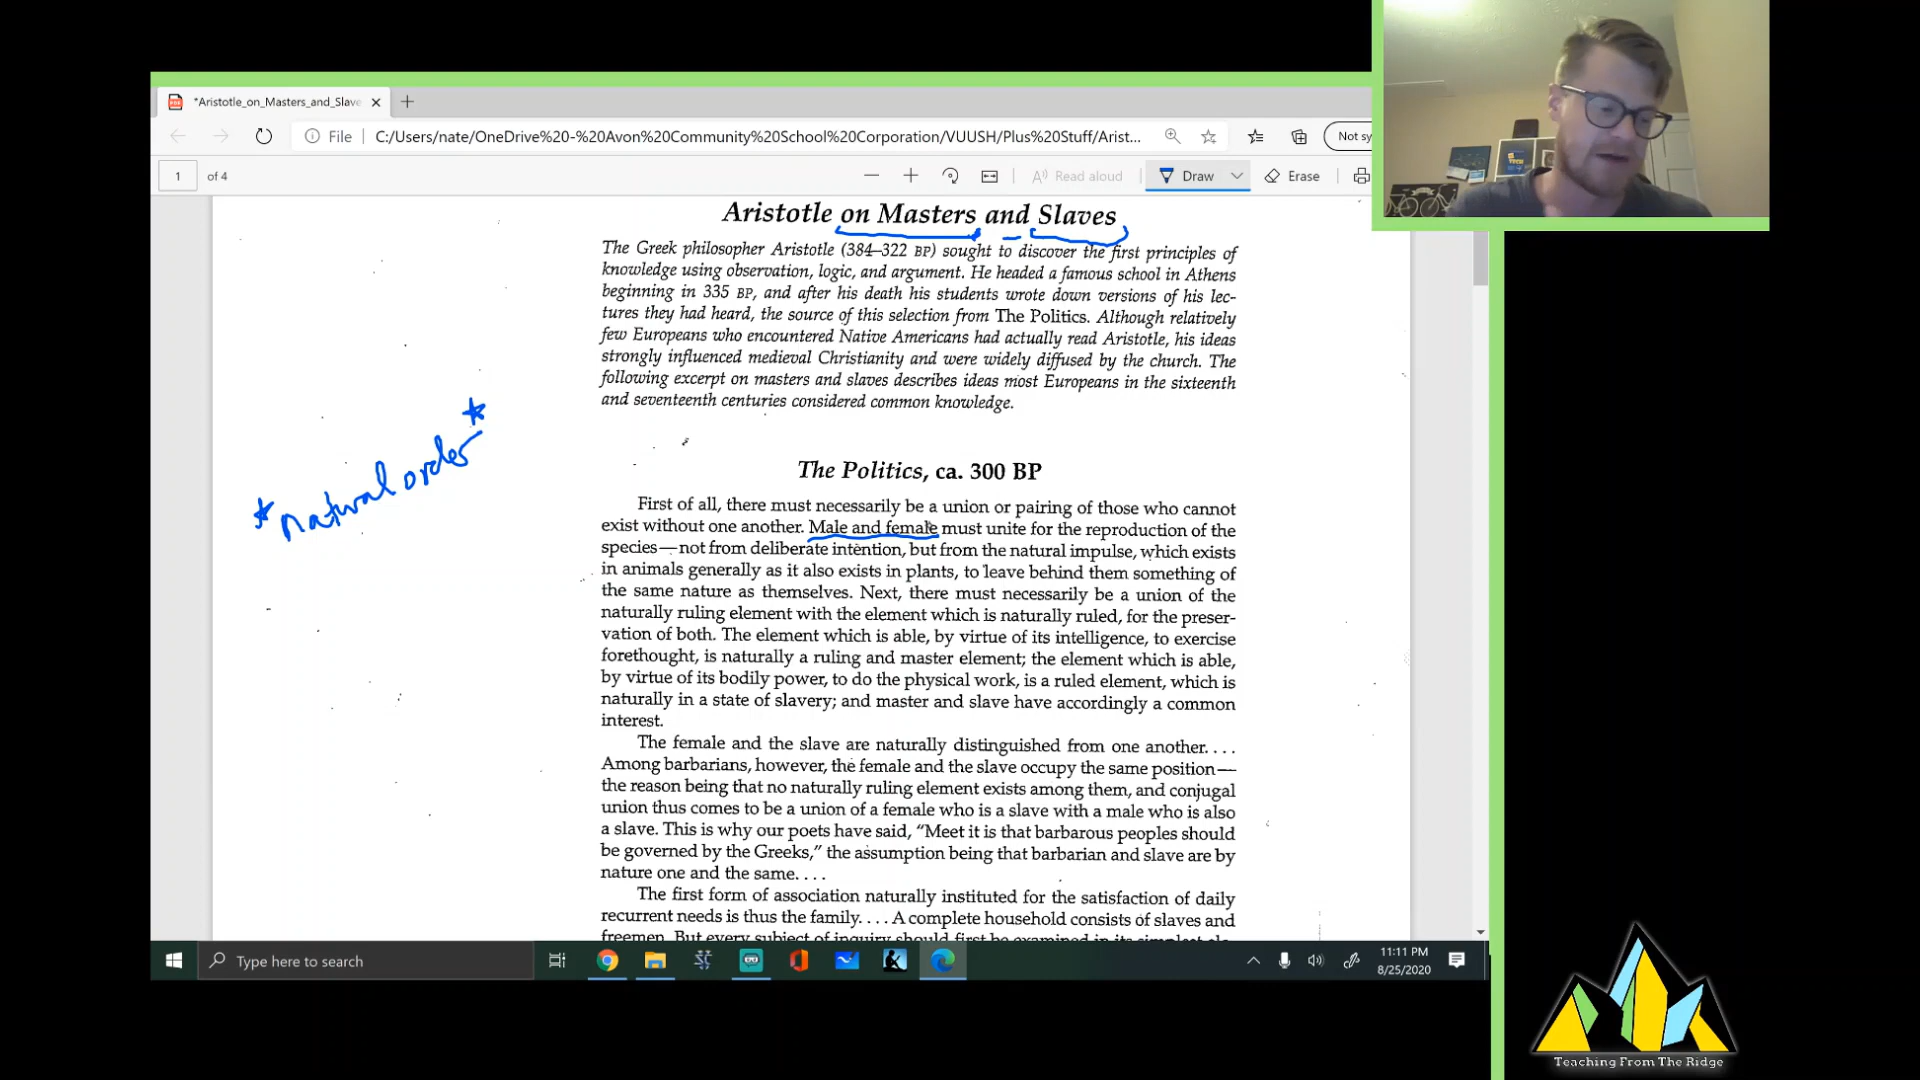 *Aristotle_on_Masters_and_Slave
File C:/Users/nate/OneDrive%20-%20Avon%20Community%20School%20Corporation/VUUSH/Plus%20Stuff/Arist... Not sy
1 of 4 Read aloud Draw Erase
Aristotle on Masters and Slaves
The Greek philosopher Aristotle (384–322 BP) sought to discover the first principles of
knowledge using observation, logic, and argument. He headed a famous school in Athens
beginning in 335 BP, and after his death his students wrote down versions of his lec-
tures they had heard, the source of this selection from The Politics. Although relatively
few Europeans who encountered Native Americans had actually read Aristotle, his ideas
strongly influenced medieval Christianity and were widely diffused by the church. The
following excerpt on masters and slaves describes ideas most Europeans in the sixteenth
and seventeenth centuries considered common knowledge.
*natural order*
The Politics, ca. 300 BP
First of all, there must necessarily be a union or pairing of those who cannot
exist without one another. Male and female must unite for the reproduction of the
species—not from deliberate intention, but from the natural impulse, which exists
in animals generally as it also exists in plants, to leave behind them something of
the same nature as themselves. Next, there must necessarily be a union of the
naturally ruling element with the element which is naturally ruled, for the preser-
vation of both. The element which is able, by virtue of its intelligence, to exercise
forethought, is naturally a ruling and master element; the element which is able,
by virtue of its bodily power, to do the physical work, is a ruled element, which is
naturally in a state of slavery; and master and slave have accordingly a common
interest.
The female and the slave are naturally distinguished from one another. . . .
Among barbarians, however, the female and the slave occupy the same position—
the reason being that no naturally ruling element exists among them, and conjugal
union thus comes to be a union of a female who is a slave with a male who is also
a slave. This is why our poets have said, "Meet it is that barbarous peoples should
be governed by the Greeks," the assumption being that barbarian and slave are by
nature one and the same. . . .
The first form of association naturally instituted for the satisfaction of daily
recurrent needs is thus the family. . . . A complete household consists of slaves and
freemen. But every subject of inquiry should first be examined in its simplest ele-
Type here to search
11:11 PM
8/25/2020
Teaching From The Ridge